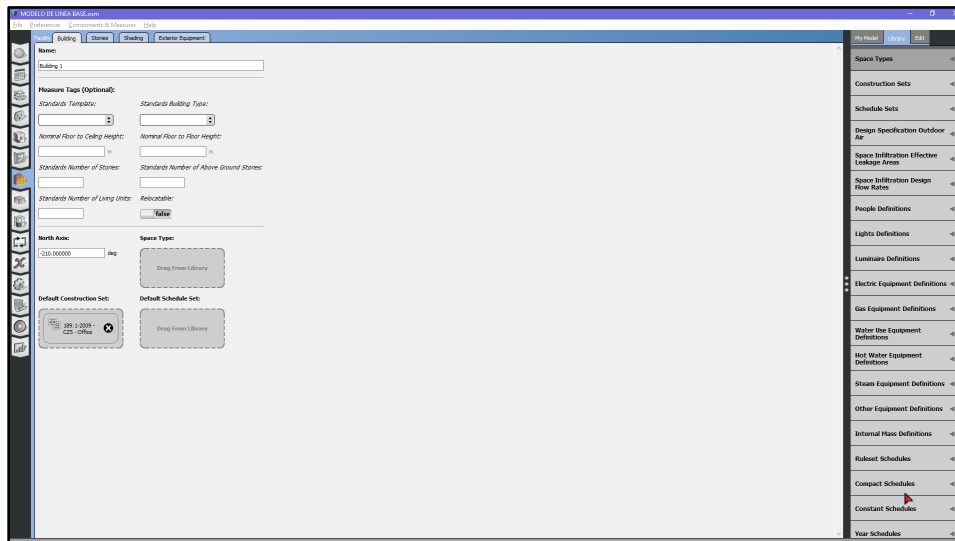 MODELO DE LINEA BASE.osm
File Preferences Components & Measures Help
Facility Building Stories Shading Exterior Equipment
My Model Library Edit
Name:
Building 1
Measure Tags (Optional):
Standards Template: Standards Building Type:
Nominal Floor to Ceiling Height: Nominal Floor to Floor Height:
m m
Standards Number of Stories: Standards Number of Above Ground Stories:
Standards Number of Living Units: Relocatable:
false
North Axis: Space Type:
-210.000000 deg
Drag From Library
Default Construction Set: Default Schedule Set:
189.1-2009 -
CZ5 - Office
Drag From Library
Space Types
Construction Sets
Schedule Sets
Design Specification Outdoor
Air
Space Infiltration Effective
Leakage Areas
Space Infiltration Design
Flow Rates
People Definitions
Lights Definitions
Luminaire Definitions
Electric Equipment Definitions
Gas Equipment Definitions
Water Use Equipment
Definitions
Hot Water Equipment
Definitions
Steam Equipment Definitions
Other Equipment Definitions
Internal Mass Definitions
Ruleset Schedules
Compact Schedules
Constant Schedules
Year Schedules